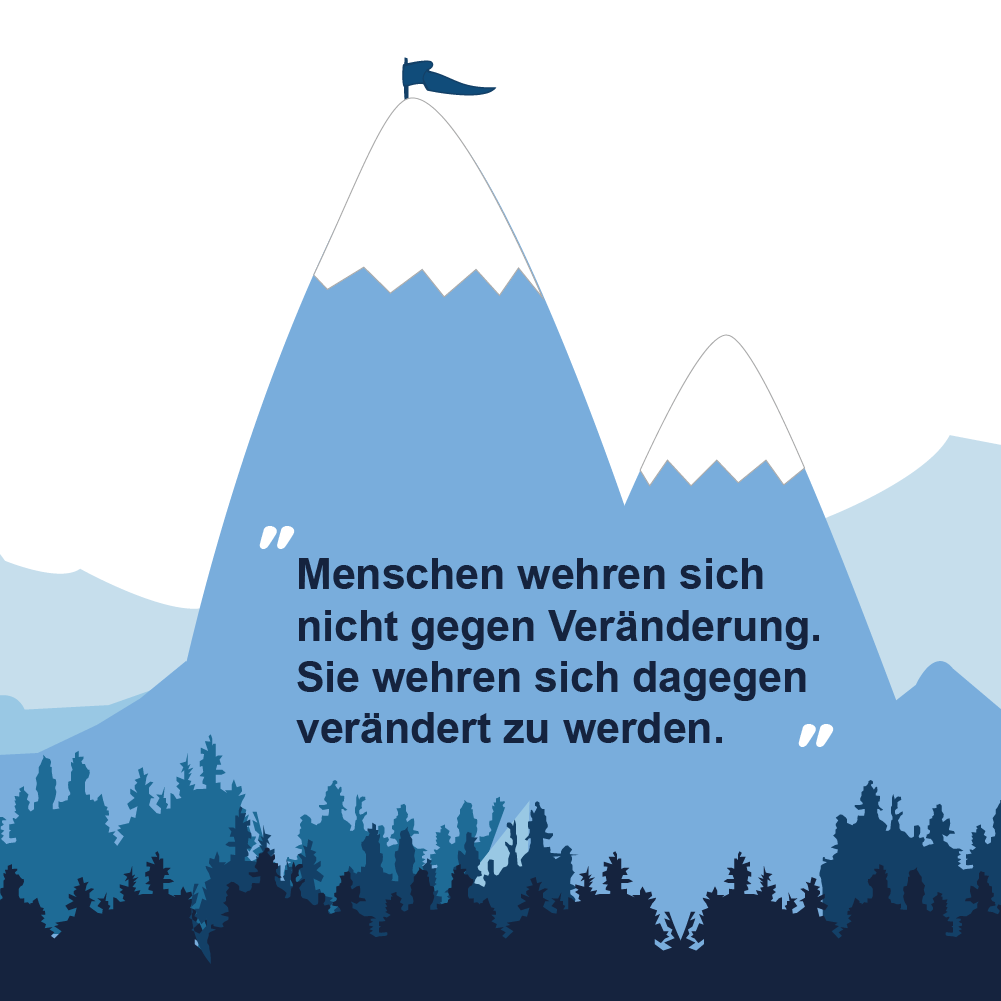 "Menschen wehren sich
nicht gegen Veränderung.
Sie wehren sich dagegen
verändert zu werden."